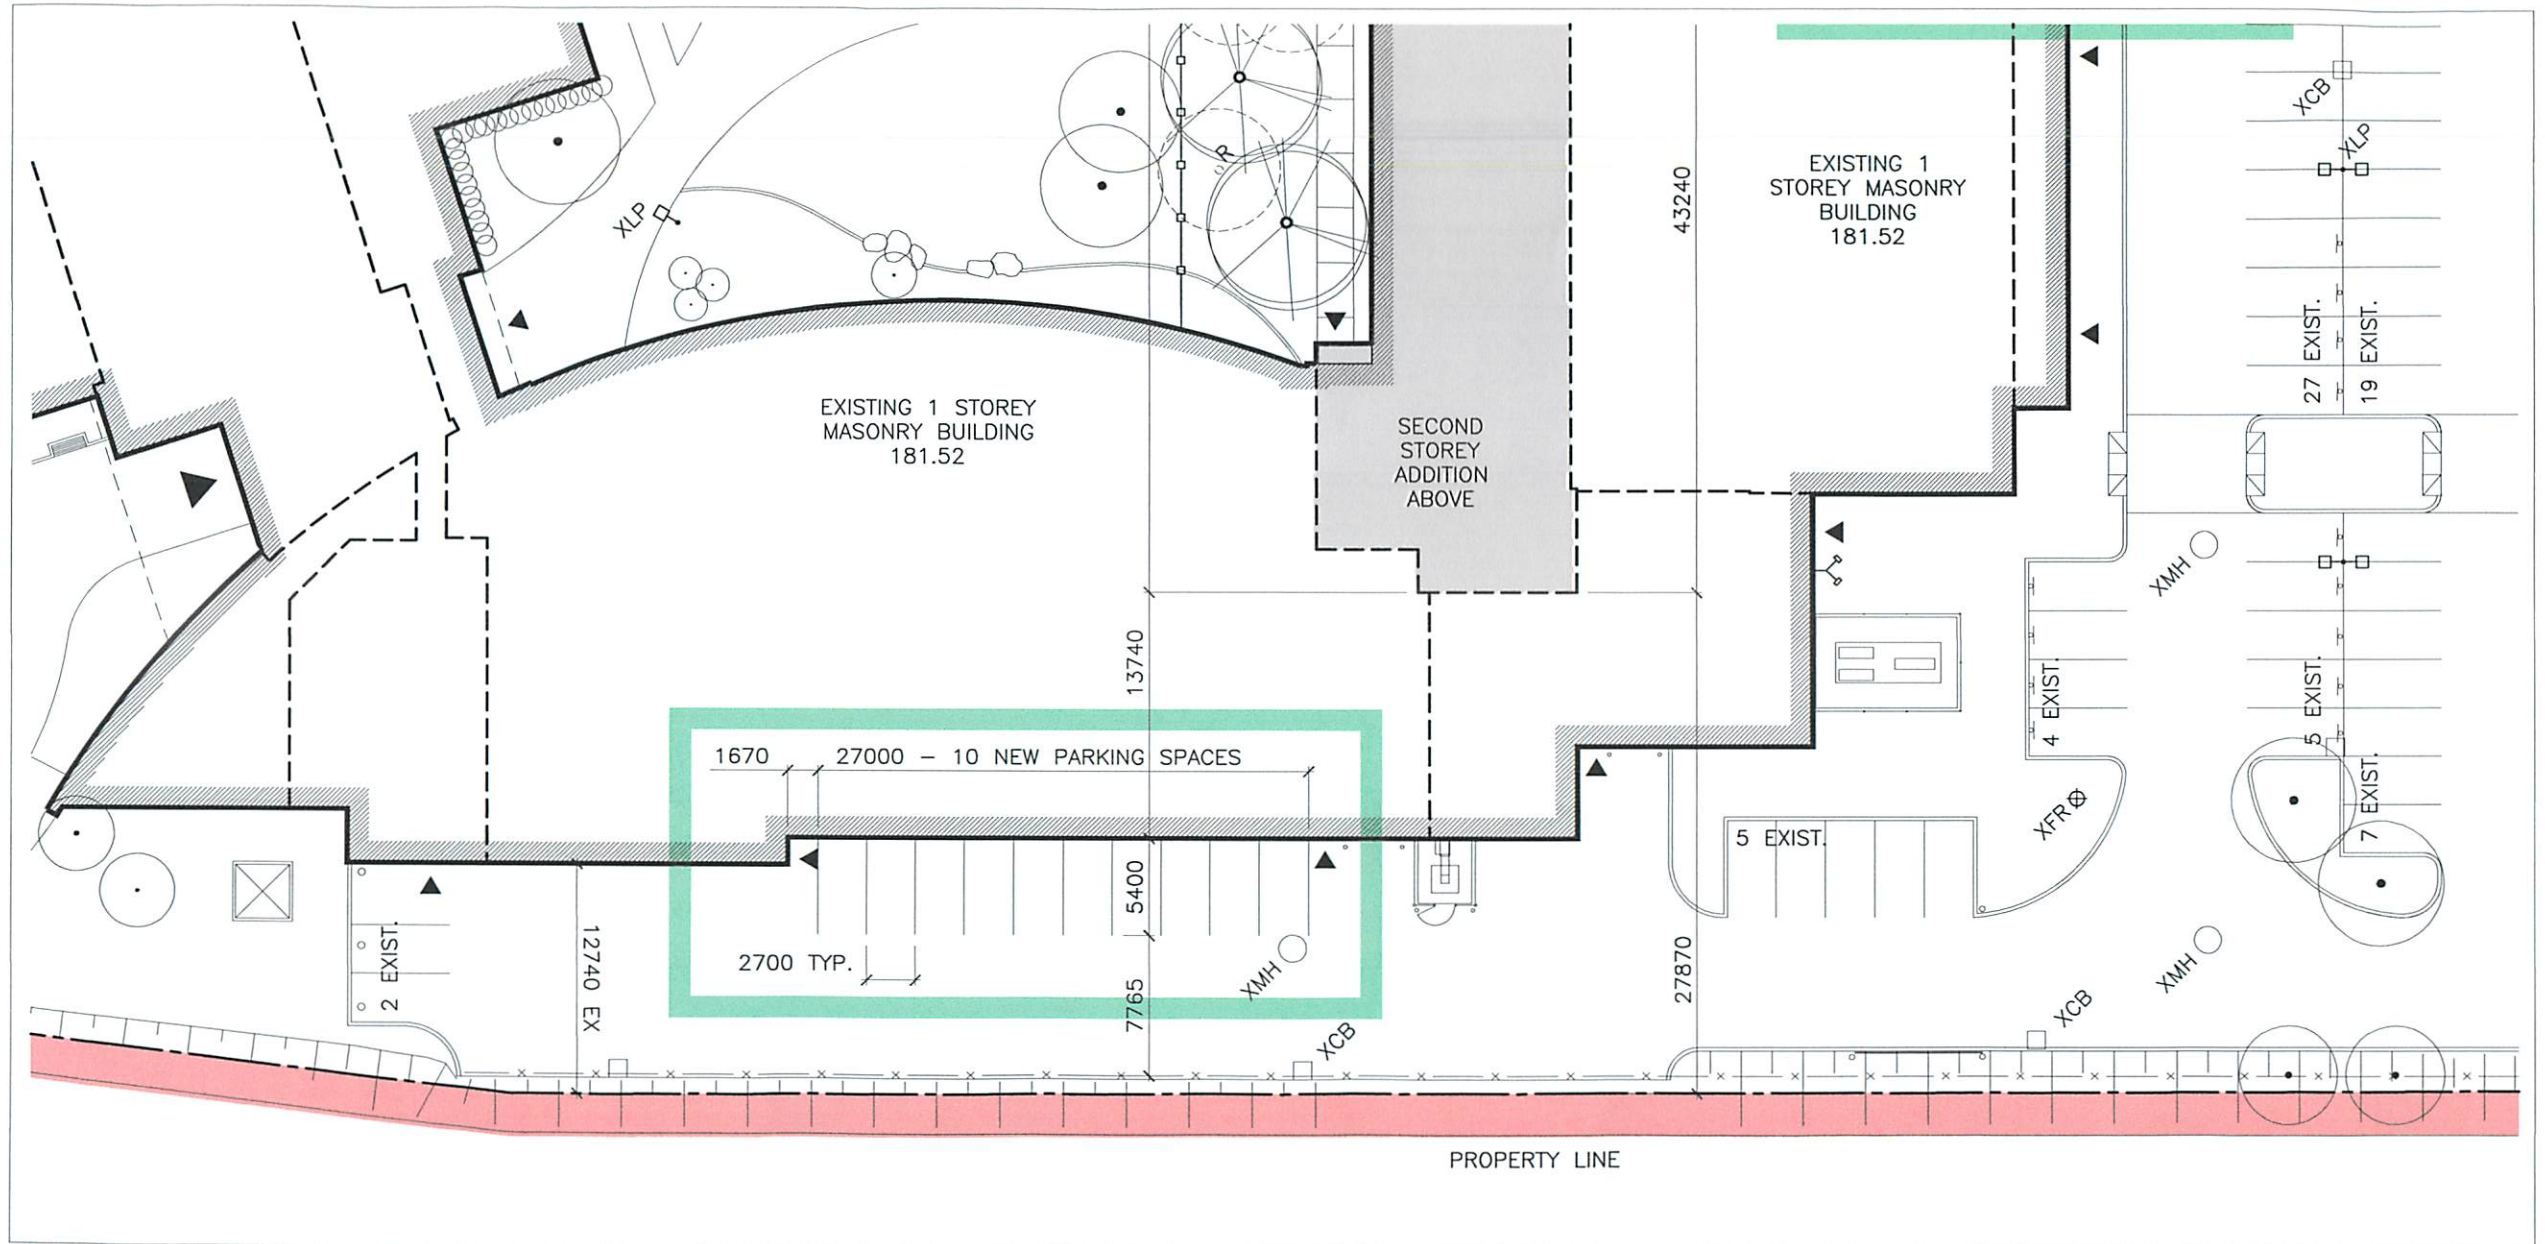 XCB
XLP
EXISTING 1
STOREY MASONRY
BUILDING
181.52
43240
R
XLP
27 EXIST.
19 EXIST.
EXISTING 1 STOREY
MASONRY BUILDING
181.52
SECOND
STOREY
ADDITION
ABOVE
XMH
13740
4 EXIST.
5 EXIST.
1670
27000 – 10 NEW PARKING SPACES
7 EXIST.
XFR
5 EXIST.
5400
2 EXIST.
12740 EX
2700 TYP.
XMH
7765
27870
XMH
XCB
XCB
PROPERTY LINE